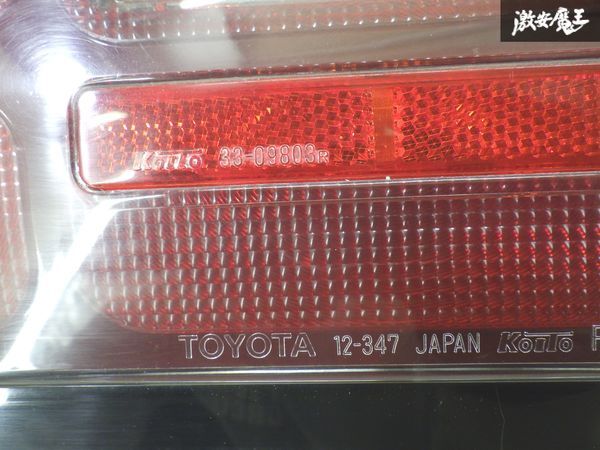 激安魔王
KOITO 33-09803R
TOYOTA 12-347 JAPAN KOITO